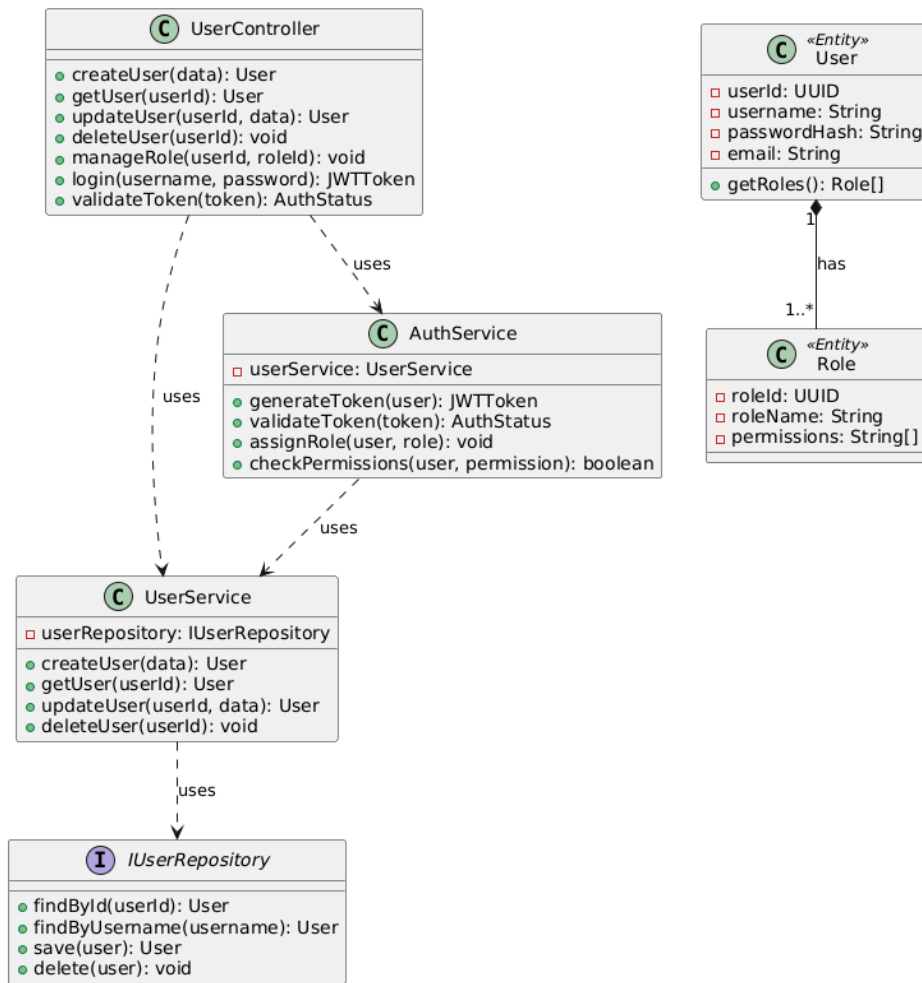 C UserController
createUser(data): User
getUser(userId): User
updateUser(userId, data): User
deleteUser(userId): void
manageRole(userId, roleId): void
login(username, password): JWTToken
validateToken(token): AuthStatus
C «Entity»
User
userId: UUID
username: String
passwordHash: String
email: String
getRoles(): Role[]
1
has
1..*
uses
uses
C AuthService
userService: UserService
generateToken(user): JWTToken
validateToken(token): AuthStatus
assignRole(user, role): void
checkPermissions(user, permission): boolean
C «Entity»
Role
roleId: UUID
roleName: String
permissions: String[]
uses
C UserService
userRepository: IUserRepository
createUser(data): User
getUser(userId): User
updateUser(userId, data): User
deleteUser(userId): void
uses
I IUserRepository
findById(userId): User
findByUsername(username): User
save(user): User
delete(user): void